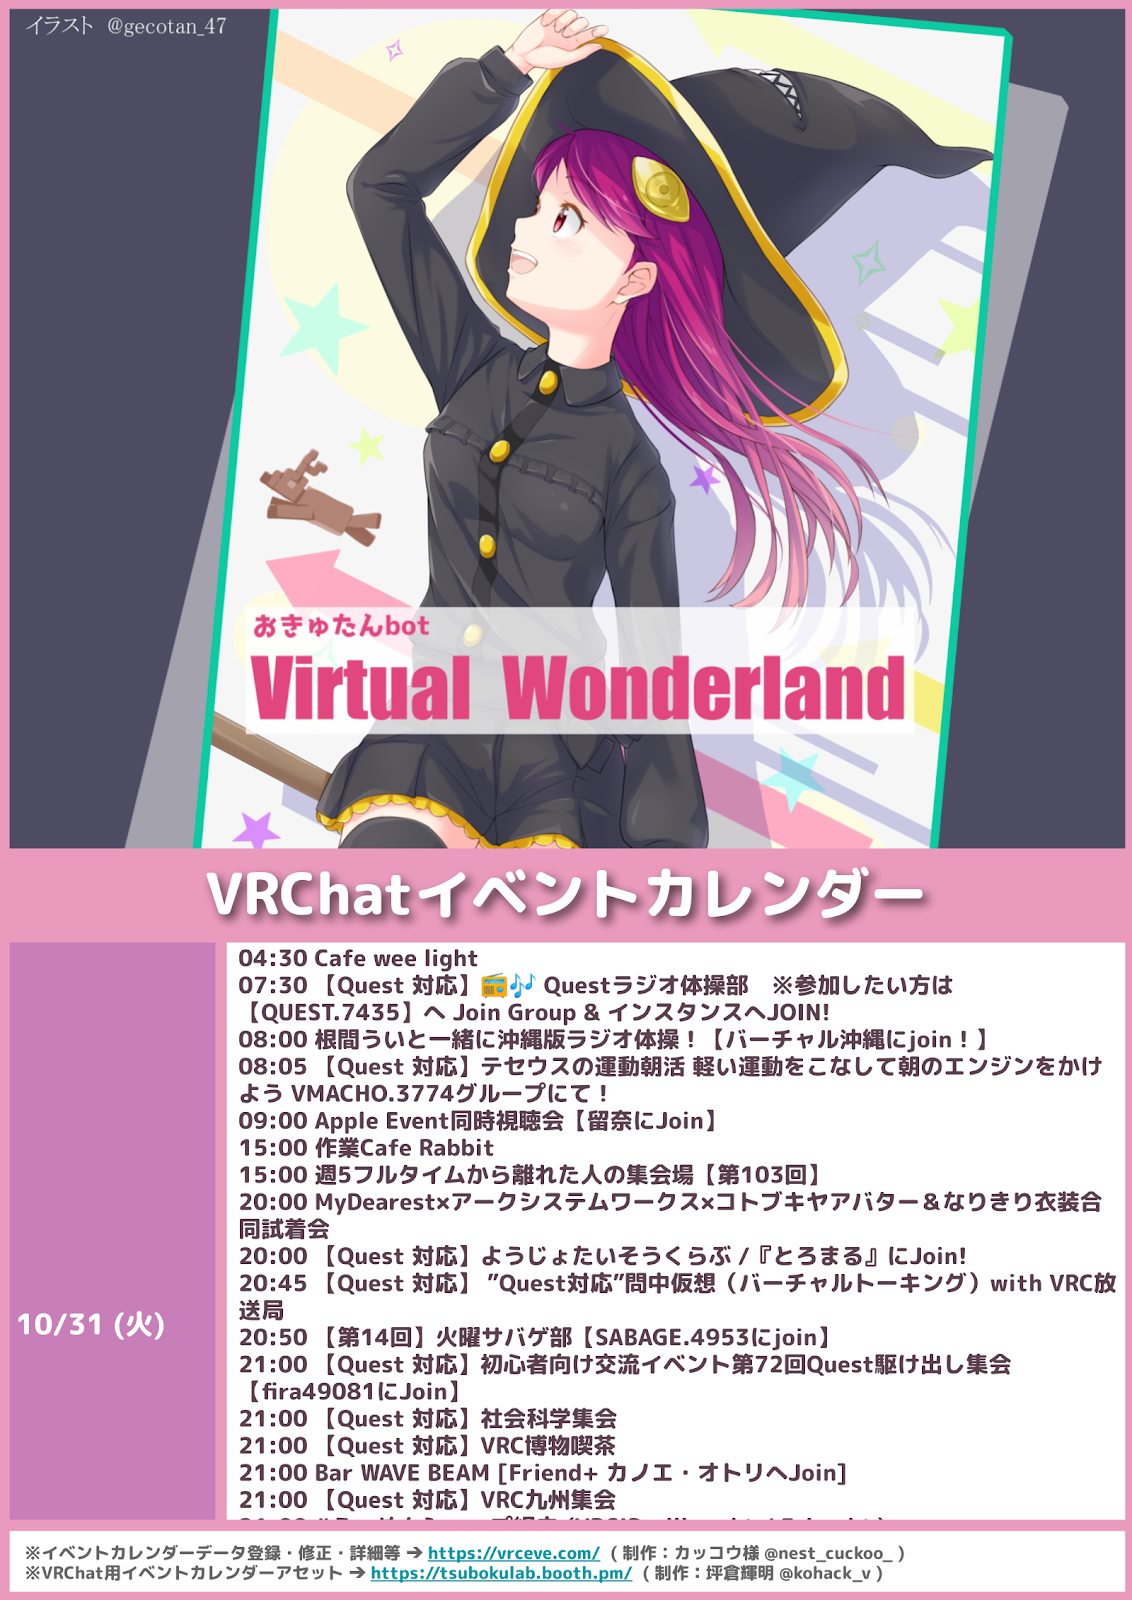 イラスト @gecotan_47
おきゅたんbot
Virtual Wonderland
VRChatイベントカレンダー
10/31 (火)
04:30 Cafe wee light
07:30 【Quest 対応】📻🎶 Questラジオ体操部　※参加したい方は
【QUEST.7435】へ Join Group & インスタンスへJOIN!
08:00 根間ういと一緒に沖縄版ラジオ体操！【バーチャル沖縄にjoin！】
08:05 【Quest 対応】テセウスの運動朝活 軽い運動をこなして朝のエンジンをかけ
よう VMACHO.3774グループにて！
09:00 Apple Event同時視聴会【留奈にJoin】
15:00 作業Cafe Rabbit
15:00 週5フルタイムから離れた人の集会場【第103回】
20:00 MyDearest×アークシステムワークス×コトブキヤアバター＆なりきり衣装合
同試着会
20:00 【Quest 対応】ようじょたいそうくらぶ /『とろまる』にJoin!
20:45 【Quest 対応】 ”Quest対応”問中仮想（バーチャルトーキング）with VRC放
送局
20:50 【第14回】火曜サバゲ部【SABAGE.4953にjoin】
21:00 【Quest 対応】初心者向け交流イベント第72回Quest駆け出し集会
【fira49081にJoin】
21:00 【Quest 対応】社会科学集会
21:00 【Quest 対応】VRC博物喫茶
21:00 Bar WAVE BEAM [Friend+ カノエ・オトリへJoin]
21:00 【Quest 対応】VRC九州集会
※イベントカレンダーデータ登録・修正・詳細等 → https://vrceve.com/ ( 制作：カッコウ様 @nest_cuckoo_ )
※VRChat用イベントカレンダーアセット → https://tsubokulab.booth.pm/ ( 制作：坪倉輝明 @kohack_v )